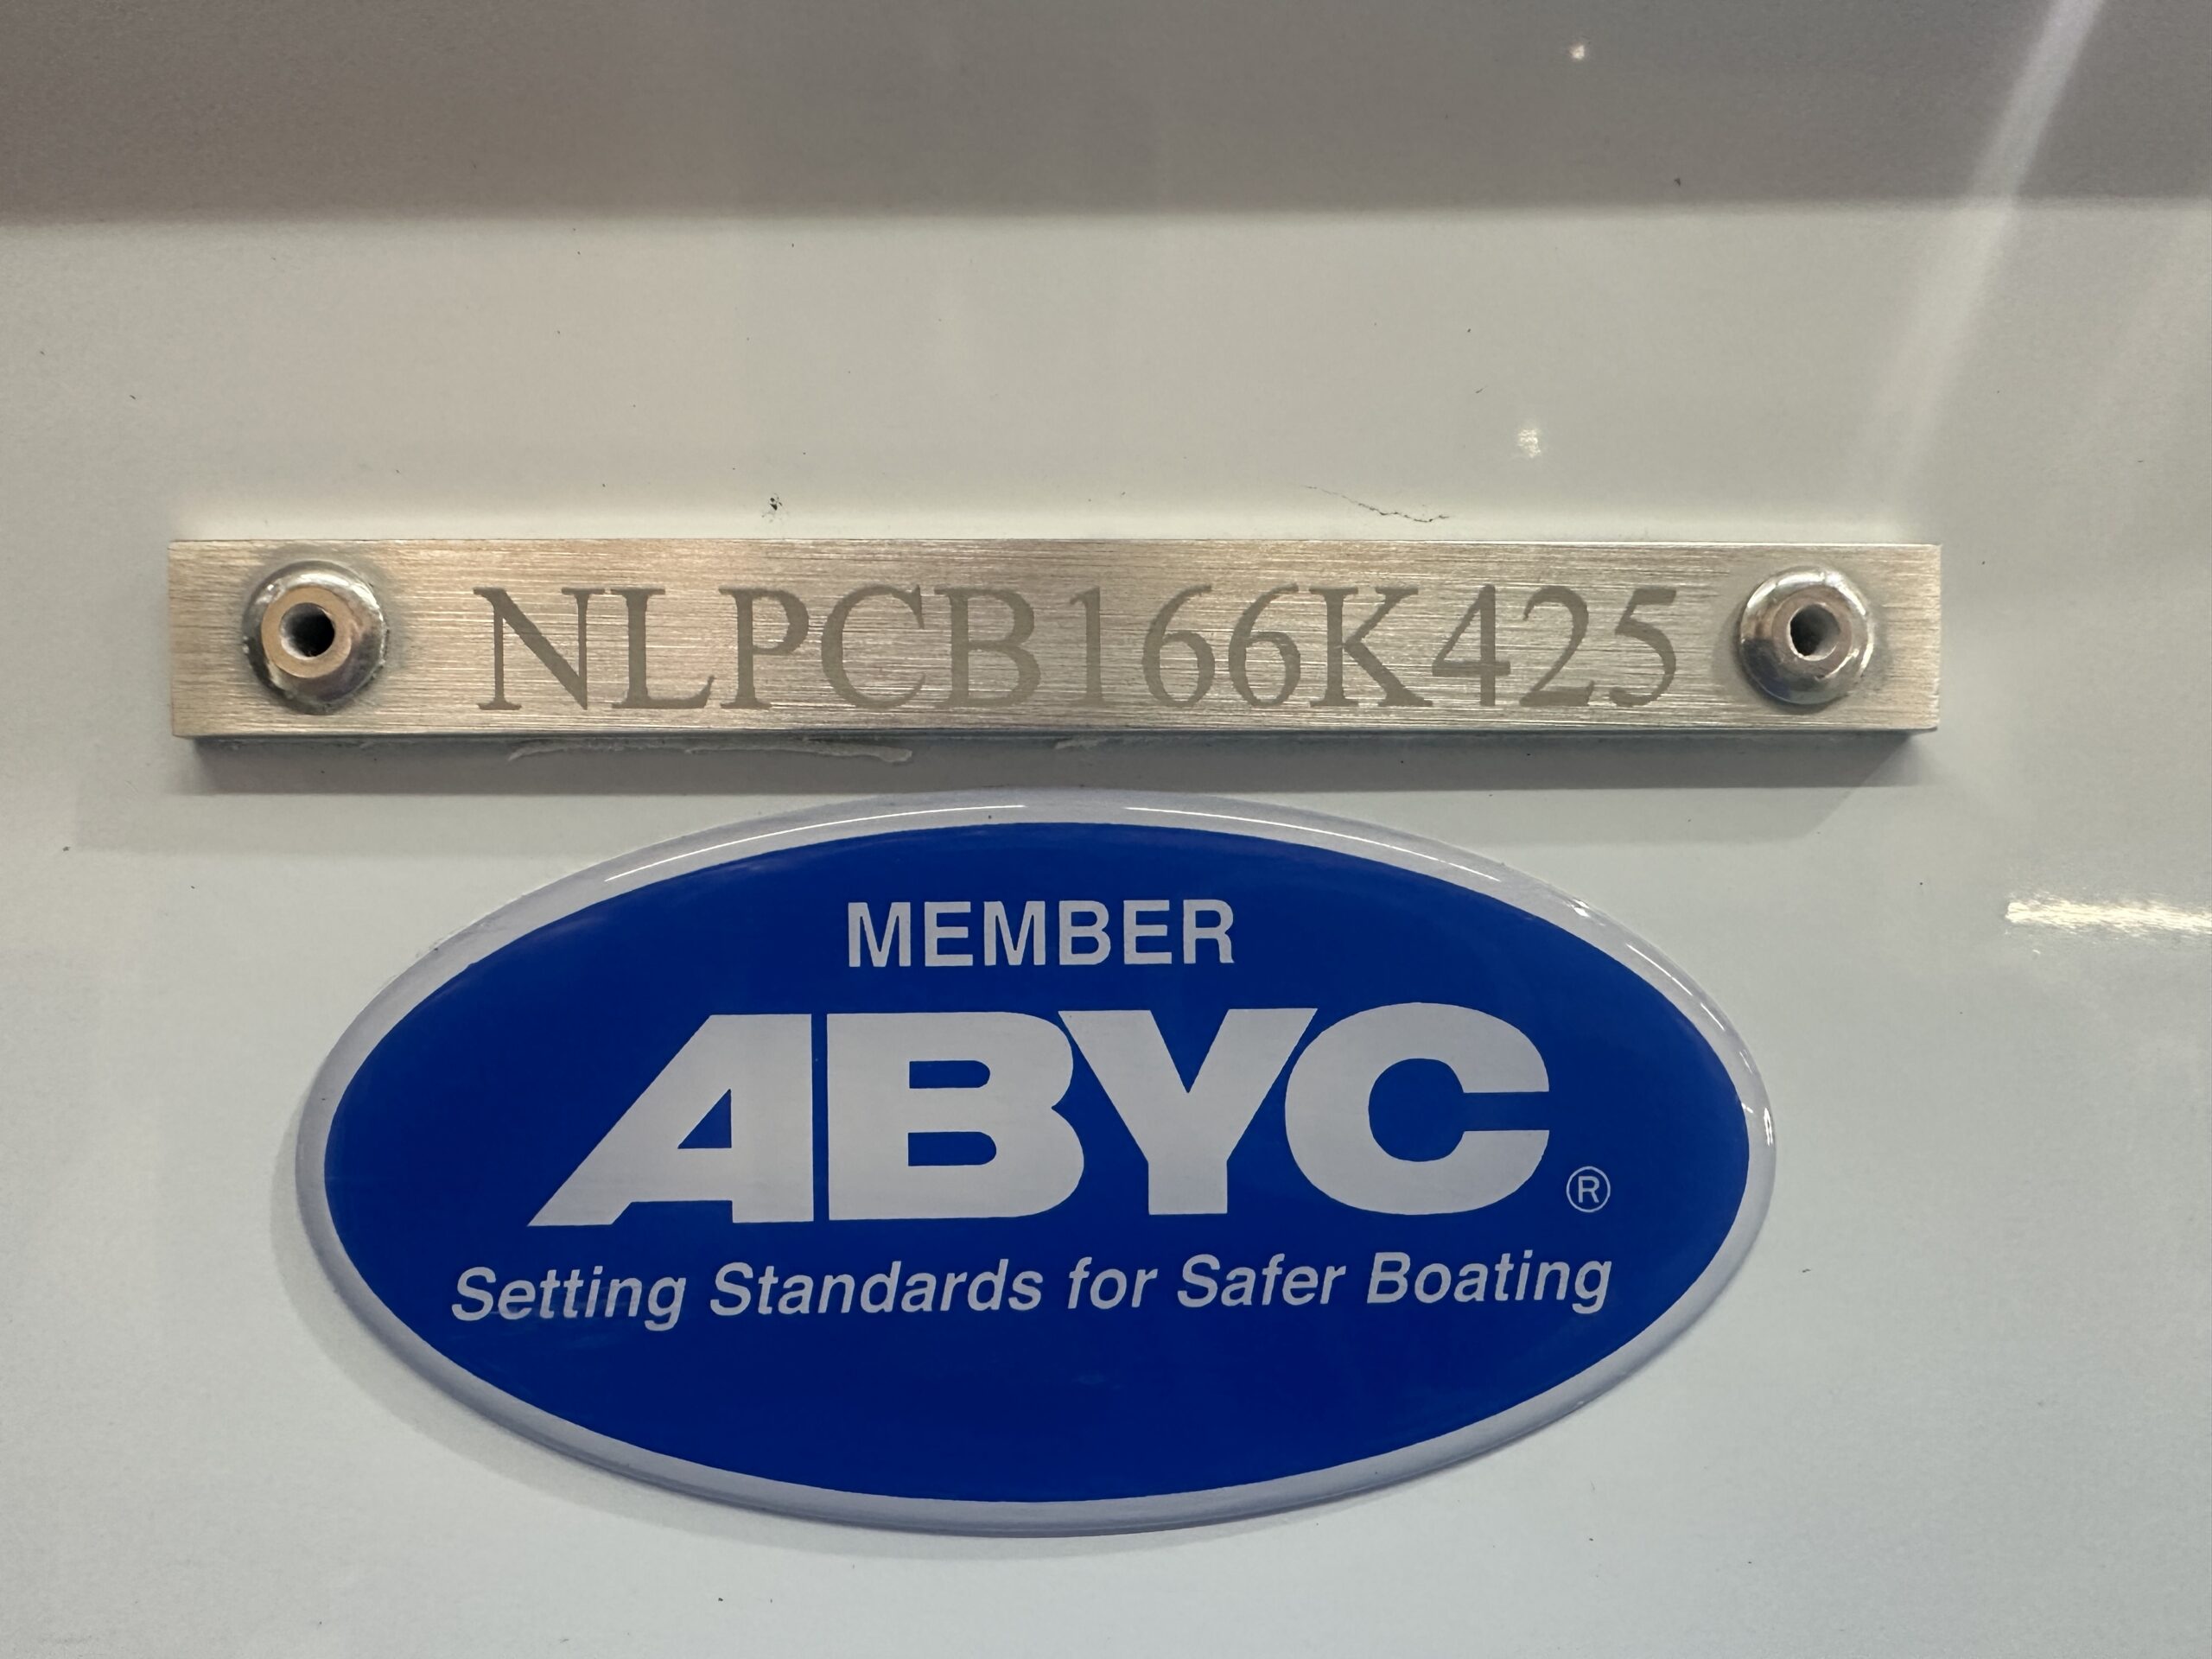 NLPCB166K425
MEMBER
ABYC®
Setting Standards for Safer Boating